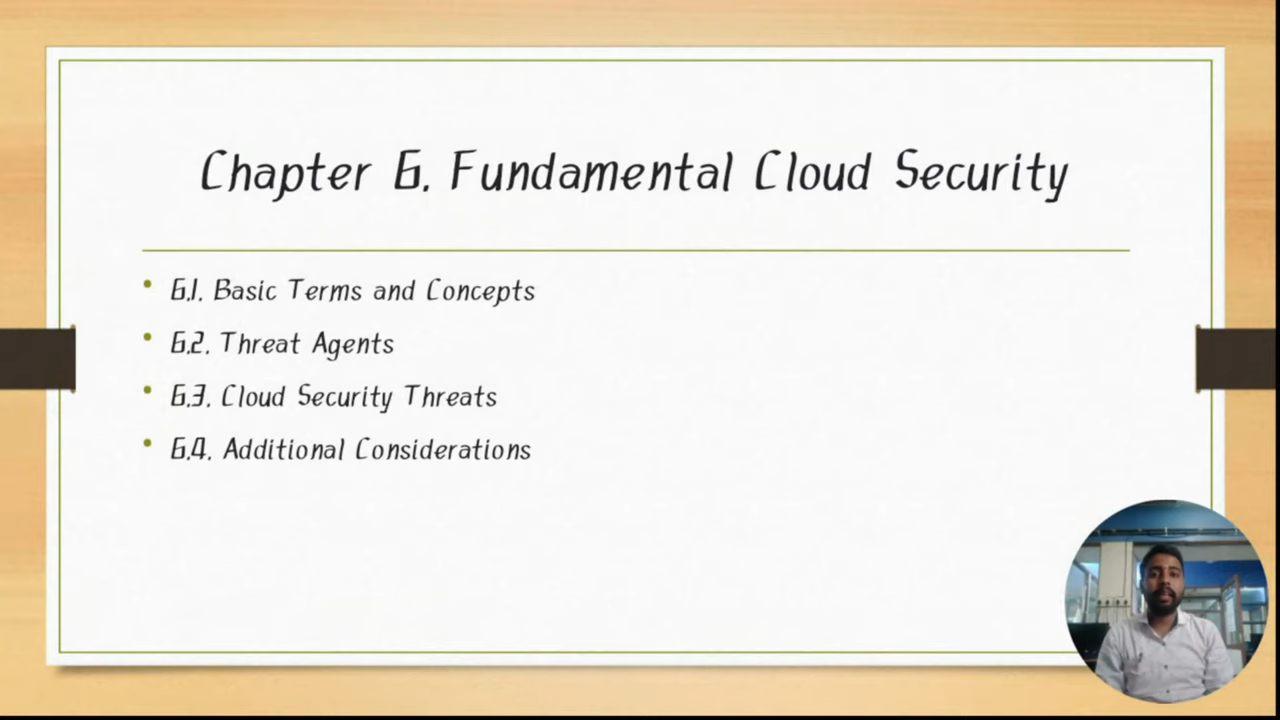 Chapter 6. Fundamental Cloud Security
6.1. Basic Terms and Concepts
6.2. Threat Agents
6.3. Cloud Security Threats
6.4. Additional Considerations